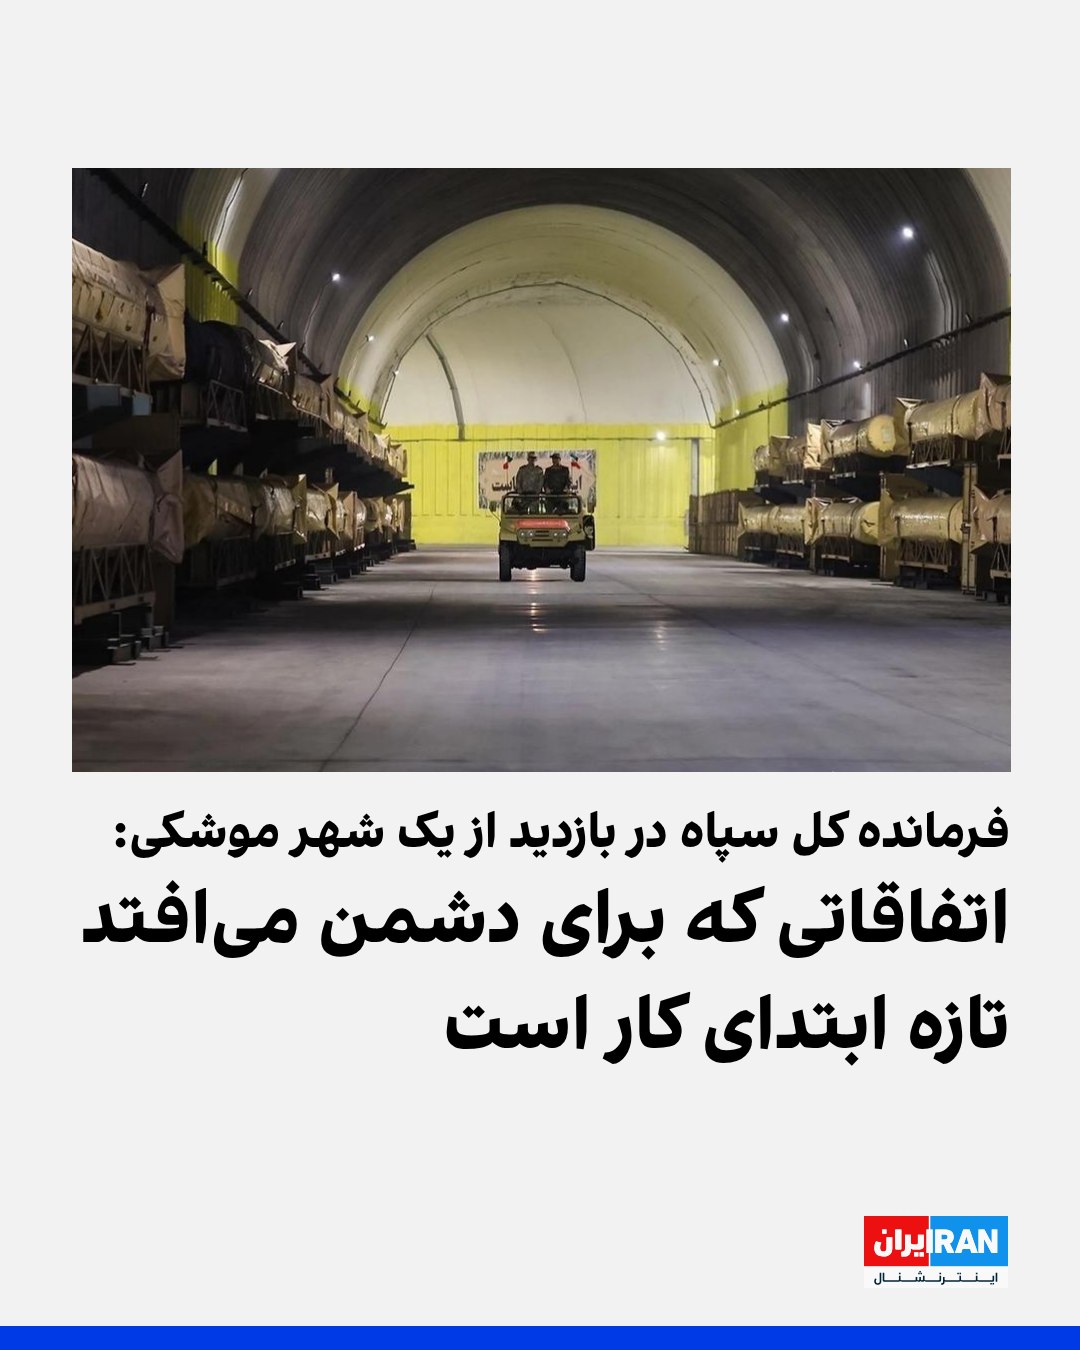 فرمانده کل سپاه در بازدید از یک شهر موشکی:
اتفاقاتی که برای دشمن می‌افتد
تازه ابتدای کار است
ایران IRAN
اینترنشنال